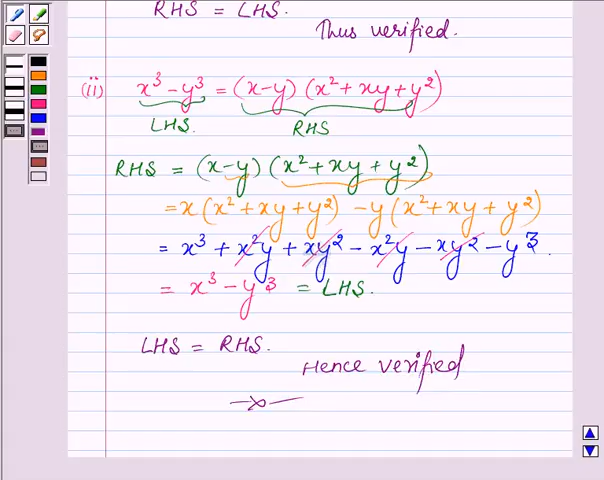 RHS = LHS.
Thus verified.
(ii) x³ - y³ = (x-y) (x² + xy + y²)
LHS. RHS
RHS = (x-y) (x² + xy + y²)
= x (x² + xy + y²) - y (x² + xy + y²)
= x³ + x²y + xy² - x²y - xy² - y³.
= x³ - y³ = LHS.
LHS = RHS.
Hence verified